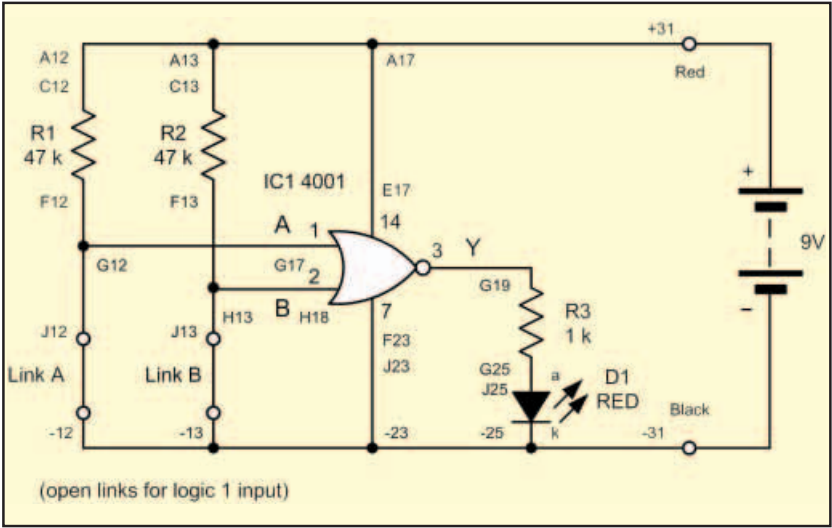 +31
A12
A13
A17
C12
C13
Red
R1
47 k
R2
47 k
IC1 4001
+
E17
F12
F13
A
1
14
3
Y
9V
G12
G17
2
G19
H13
B
H18
7
R3
1 k
–
J12
J13
F23
J23
G25
J25
a
D1
RED
Link A
Link B
Black
-12
-13
-23
-25
k
-31
(open links for logic 1 input)